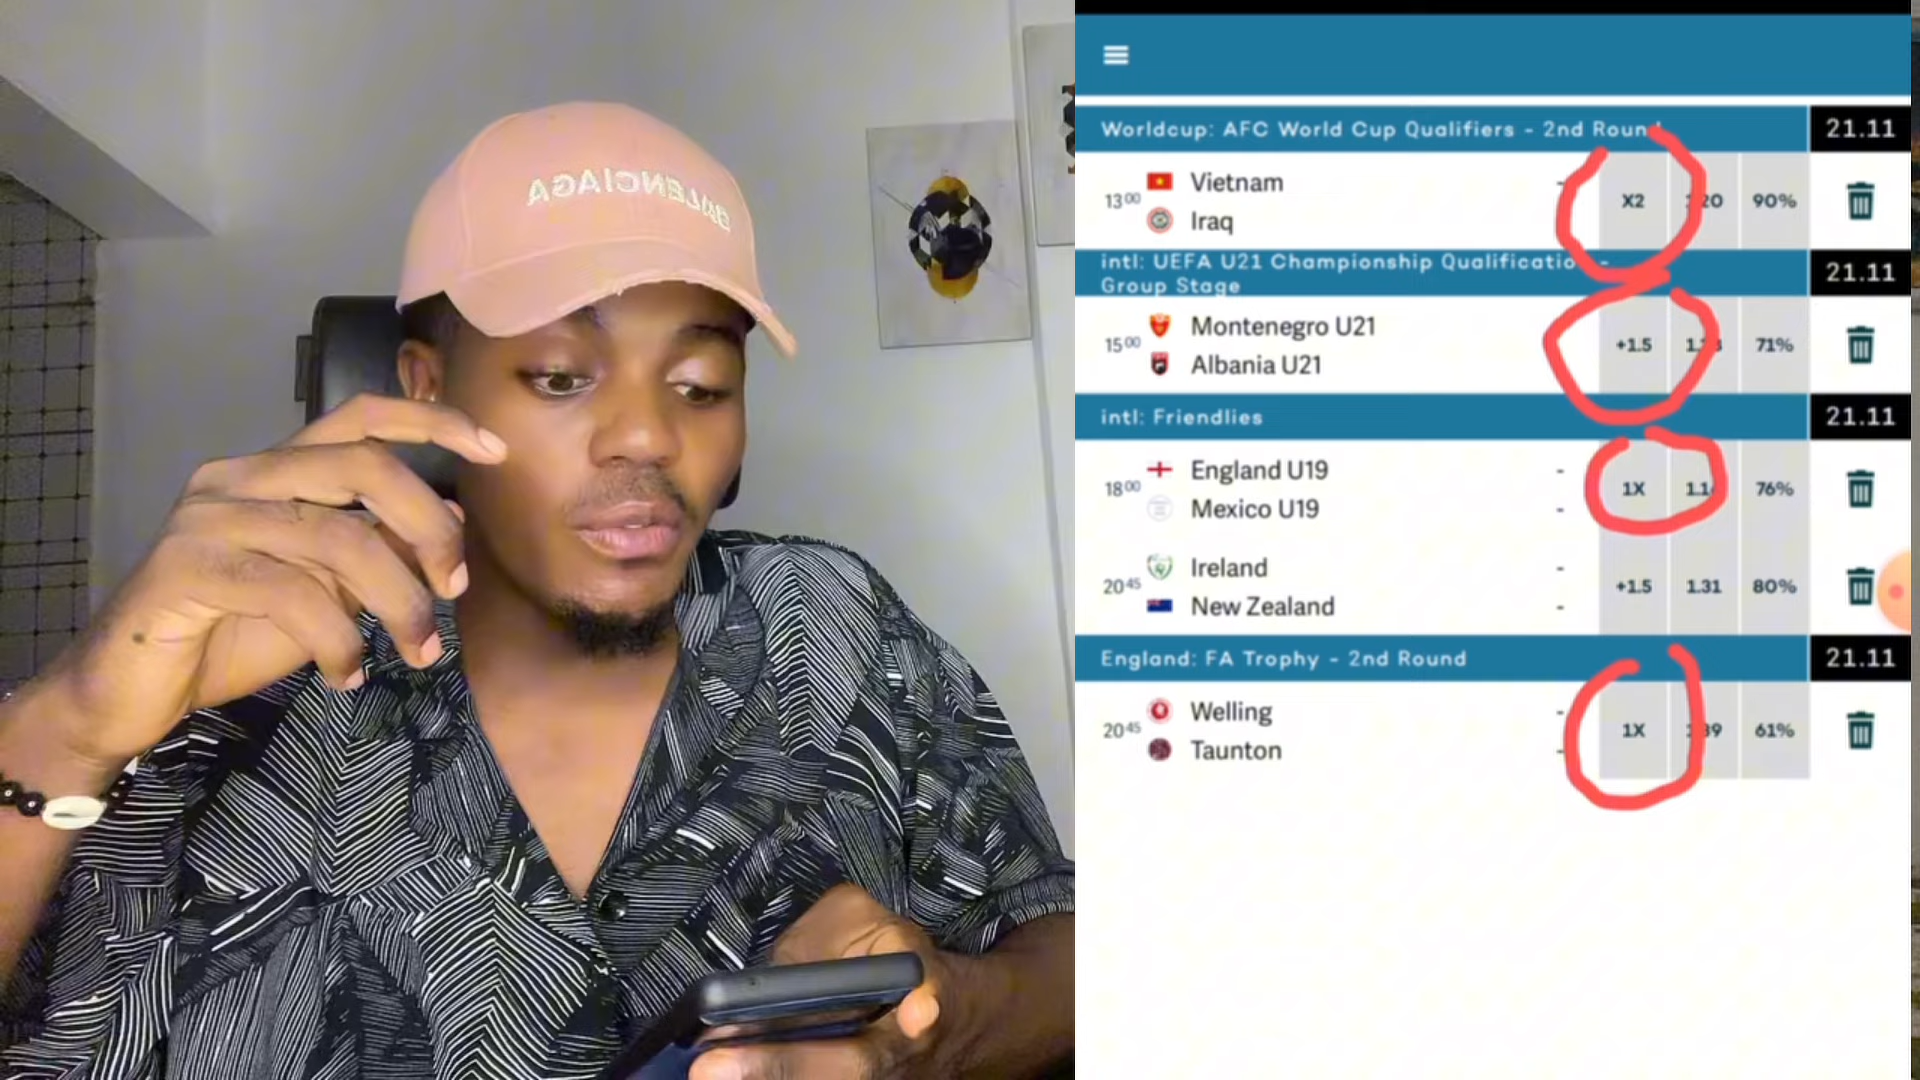 BALENCIAGA
Worldcup: AFC World Cup Qualifiers - 2nd Round 21.11
13 00 Vietnam - X2 90%
Iraq
intl: UEFA U21 Championship Qualification -
Group Stage 21.11
15 00 Montenegro U21 +1.5 71%
Albania U21
intl: Friendlies 21.11
18 00 England U19 - 1X 76%
Mexico U19 -
20 45 Ireland - +1.5 1.31 80%
New Zealand -
England: FA Trophy - 2nd Round 21.11
20 45 Welling - 1X 61%
Taunton -